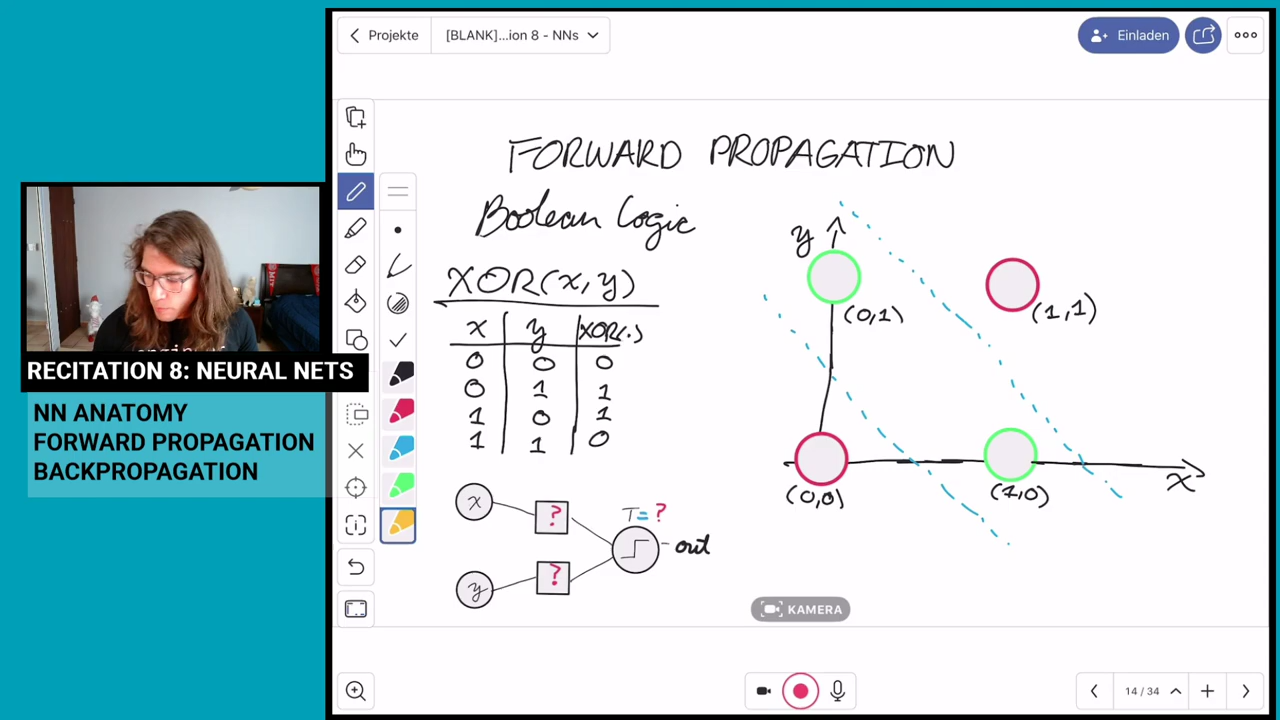 Projekte
[BLANK]...ion 8 - NNs
Einladen
FORWARD PROPAGATION
Boolean Logic
XOR(x,y)
x y XOR(.)
0 0 0
0 1 1
1 0 1
1 1 0
x
?
T=?
out
y
?
y
(0,1)
(1,1)
(0,0)
(1,0)
x
RECITATION 8: NEURAL NETS
NN ANATOMY
FORWARD PROPAGATION
BACKPROPAGATION
KAMERA
14 / 34